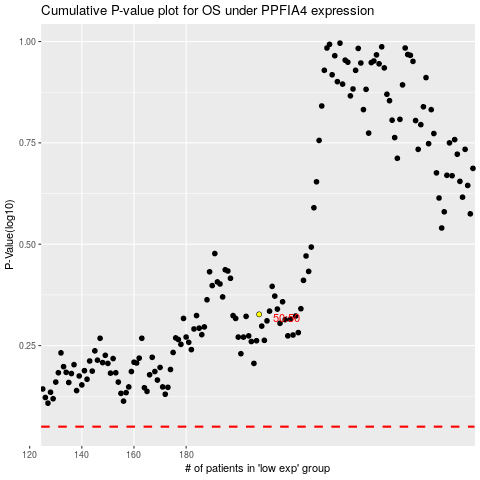 Cumulative P-value plot for OS under PPFIA4 expression
P-Value(log10)
1.00
0.75
0.50
0.25
50:50
120 140 160 180
# of patients in 'low exp' group